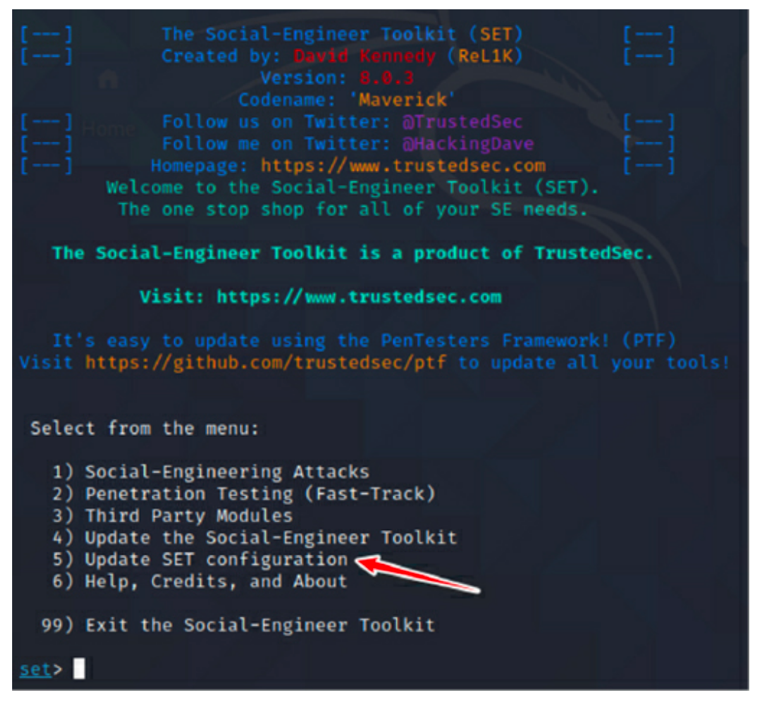 [---] The Social-Engineer Toolkit (SET) [---]
[---] Created by: David Kennedy (ReL1K) [---]
Version: 8.0.3
Codename: 'Maverick'
[---] Follow us on Twitter: @TrustedSec [---]
[---] Follow me on Twitter: @HackingDave [---]
[---] Homepage: https://www.trustedsec.com [---]
Welcome to the Social-Engineer Toolkit (SET).
The one stop shop for all of your SE needs.
The Social-Engineer Toolkit is a product of TrustedSec.
Visit: https://www.trustedsec.com
It's easy to update using the PenTesters Framework! (PTF)
Visit https://github.com/trustedsec/ptf to update all your tools!
Select from the menu:
1) Social-Engineering Attacks
2) Penetration Testing (Fast-Track)
3) Third Party Modules
4) Update the Social-Engineer Toolkit
5) Update SET configuration
6) Help, Credits, and About
99) Exit the Social-Engineer Toolkit
set>
Home